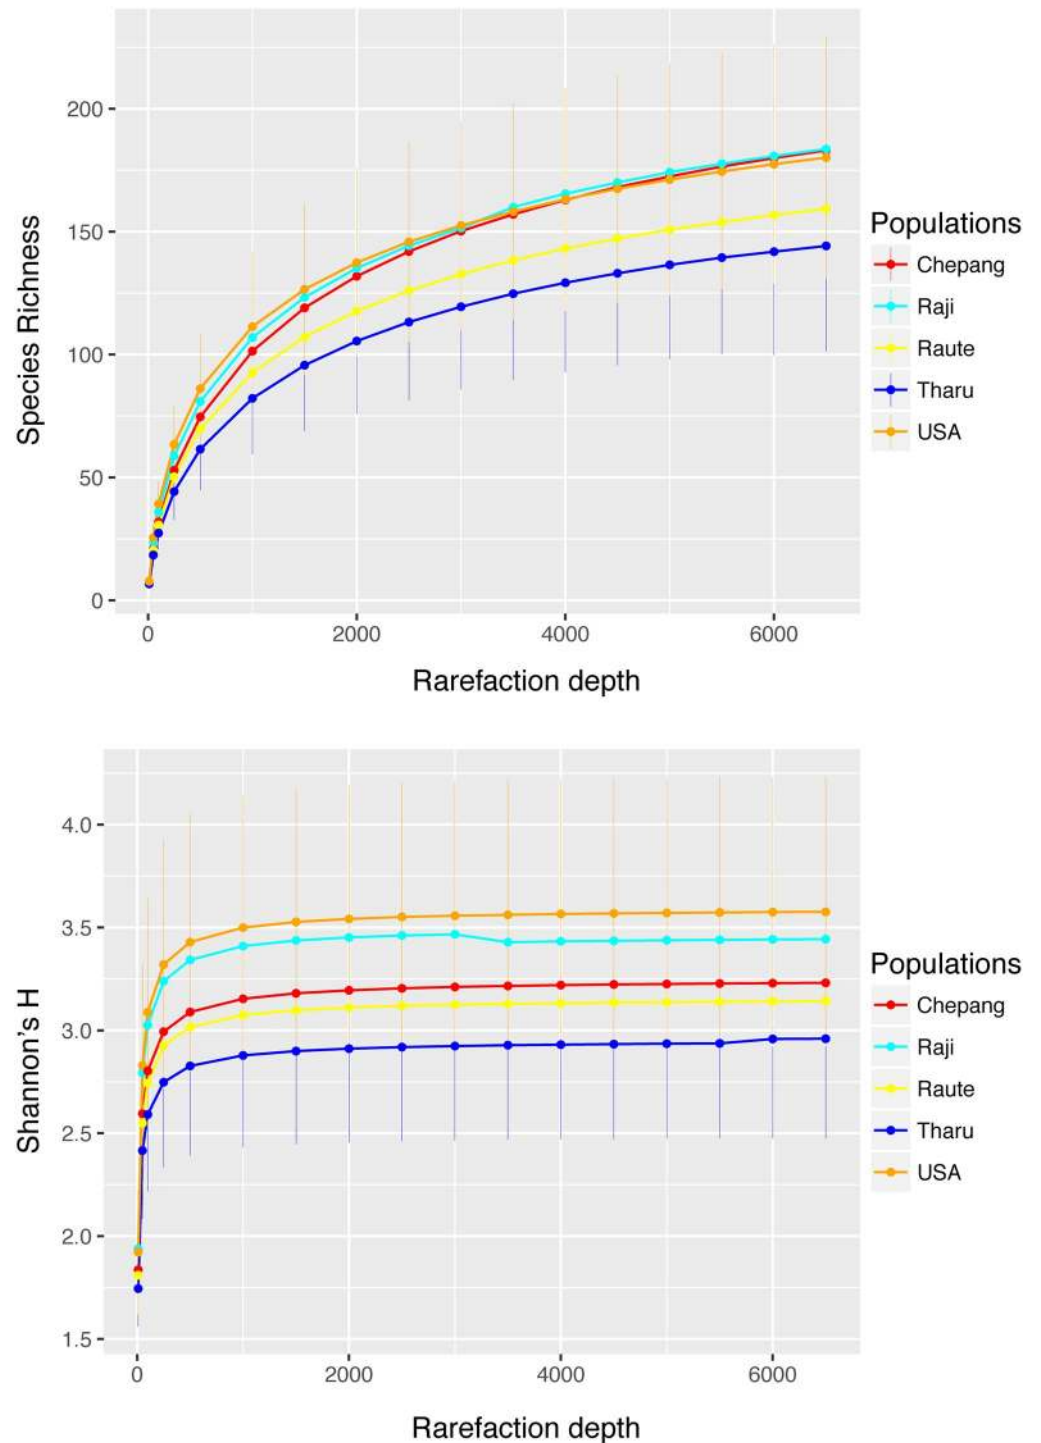 200
150
100
50
0
Species Richness
0 2000 4000 6000
Rarefaction depth
Populations
Chepang
Raji
Raute
Tharu
USA
4.0
3.5
3.0
2.5
2.0
1.5
Shannon's H
0 2000 4000 6000
Rarefaction depth
Populations
Chepang
Raji
Raute
Tharu
USA